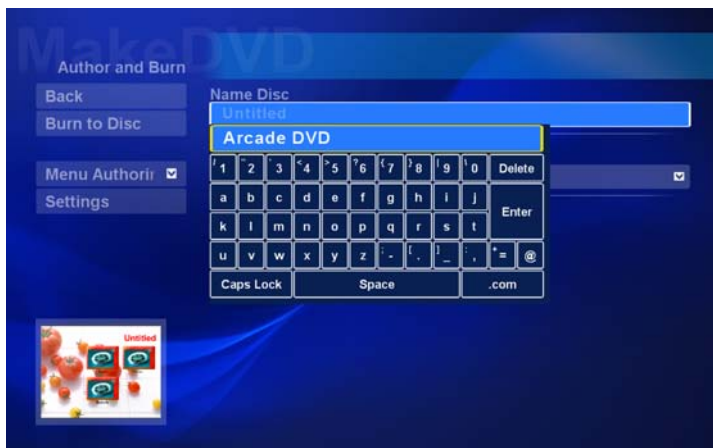 MakeDVD
Author and Burn
Back
Name Disc
Untitled
Burn to Disc
Arcade DVD
Menu Authorin
Settings
/ 1 " 2 ' 3 < 4 > 5 ? 6 { 7 } 8 | 9 \ 0 Delete
a b c d e f g h i j
Enter
k l m n o p q r s t
u v w x y z ; - [ . ] _ : , + = @
Caps Lock Space .com
Untitled